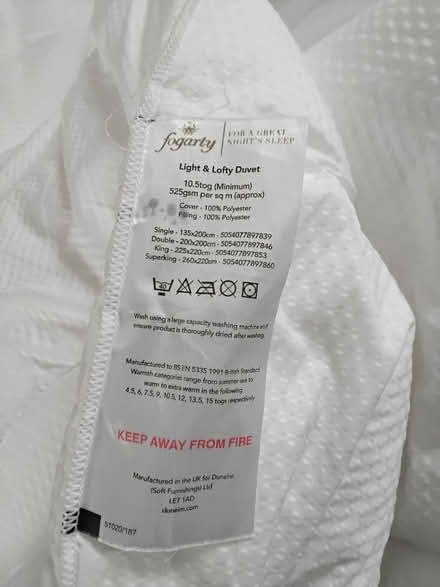 fogarty
FOR A GREAT
NIGHT'S SLEEP
Light & Lofty Duvet
10.5tog (Minimum)
525gsm per sq m (approx)
Cover - 100% Polyester
Filling - 100% Polyester
Single - 135x200cm - 5054077897839
Double - 200x200cm - 5054077897846
King - 225x220cm - 5054077897853
Superking - 260x220cm - 5054077897860
40
Wash using a large capacity washing machine and
ensure product is thoroughly dried after washing.
Manufactured to BS EN 5335 1991 British Standard
Warmth categories range from summer use to
warm to extra warm in the following
4.5, 6, 7.5, 9, 10.5, 12, 13.5, 15 togs respectively
KEEP AWAY FROM FIRE
Manufactured in the UK for Dunelm
(Soft Furnishings) Ltd
LE7 1AD
dunelm.com
51020/187